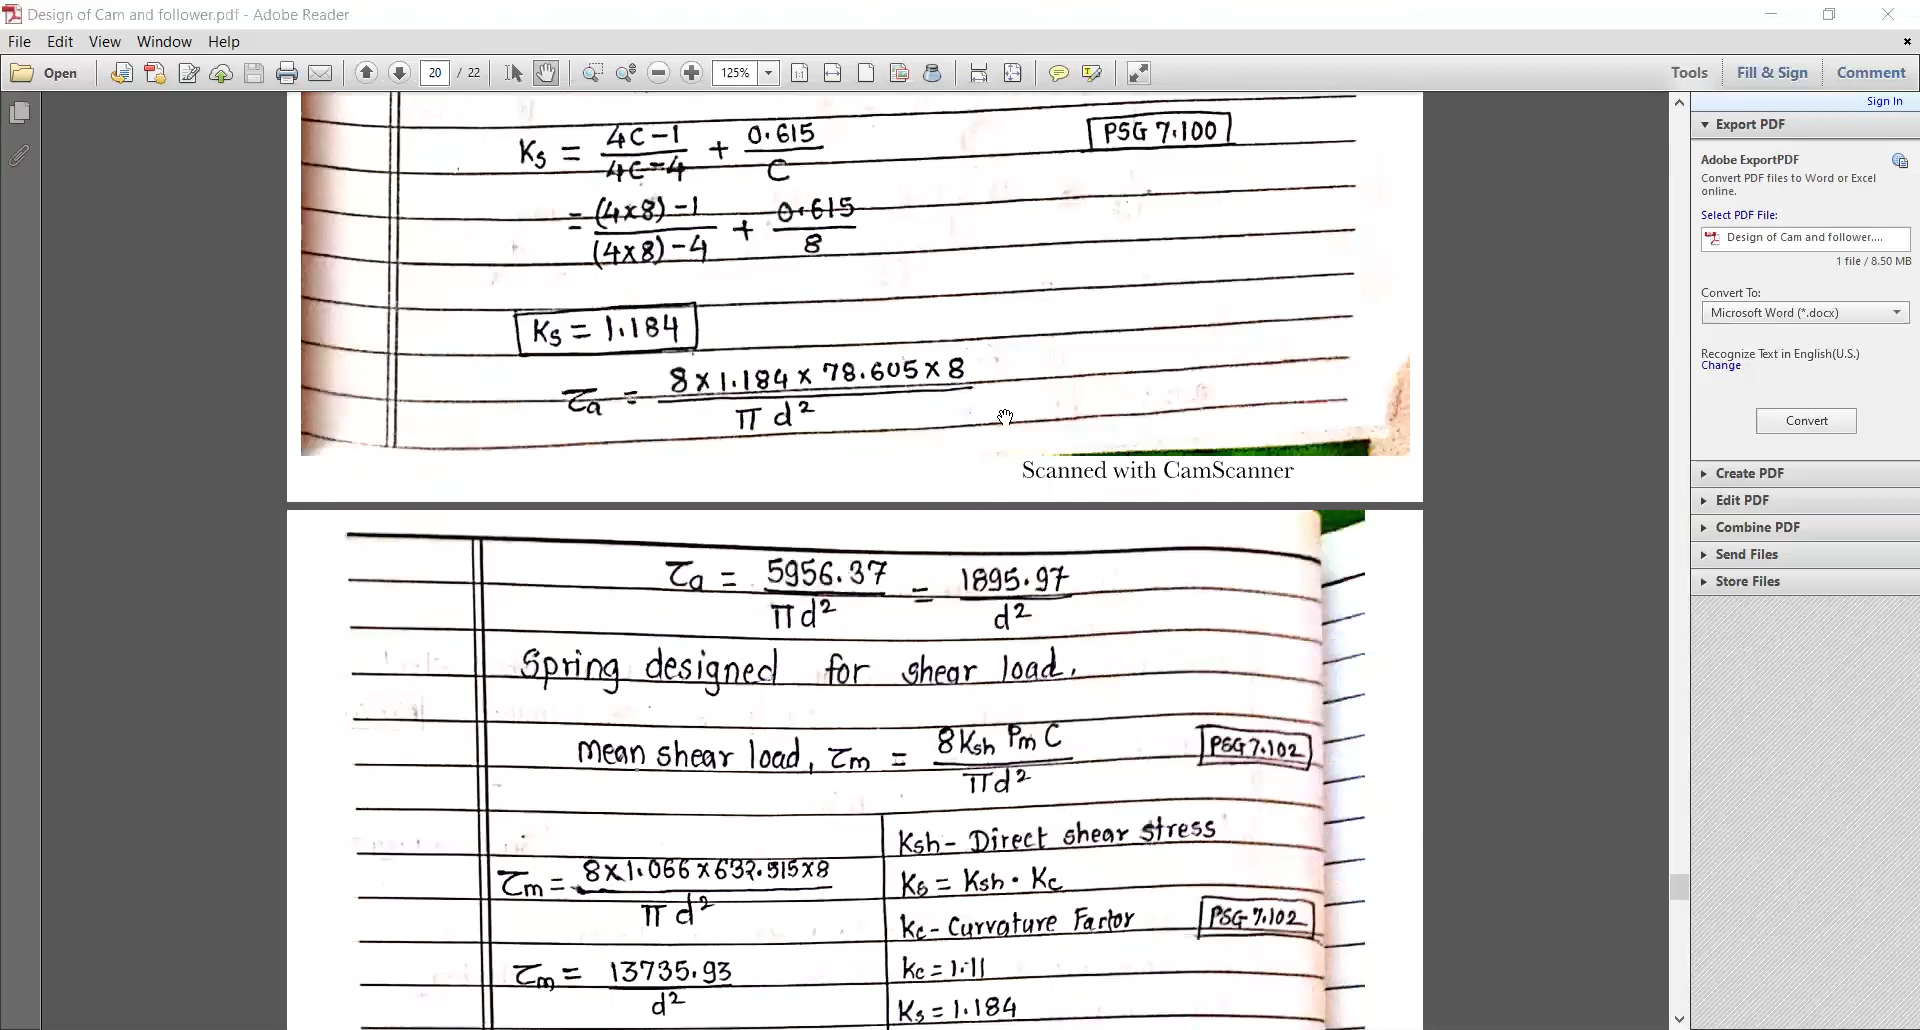 Design of Cam and follower.pdf - Adobe Reader
File Edit View Window Help
Open 20 / 22 125% Tools Fill & Sign Comment
Sign In
Export PDF
Adobe ExportPDF
Convert PDF files to Word or Excel
online.
Select PDF File:
Design of Cam and follower....
1 file / 8.50 MB
Convert To:
Microsoft Word (*.docx)
Recognize Text in English(U.S.)
Change
Convert
Create PDF
Edit PDF
Combine PDF
Send Files
Store Files
Ks = (4C-1)/(4C-4) + 0.615/C PSG 7.100
= ((4x8)-1)/((4x8)-4) + 0.615/8
Ks = 1.184
τa = (8 x 1.184 x 78.605 x 8)/(π d²)
Scanned with CamScanner
τa = 5956.37/(πd²) = 1895.97/d²
Spring designed for shear load.
mean shear load, τm = (8 Ksh Pm C)/(πd²) PSG 7.102
Ksh - Direct shear stress
τm = (8x1.066x632.515x8)/(π d²)
Ks = Ksh · Kc
Kc - Curvature Factor PSG 7.102
τm = 13735.93/d²
Kc = 1.11
Ks = 1.184